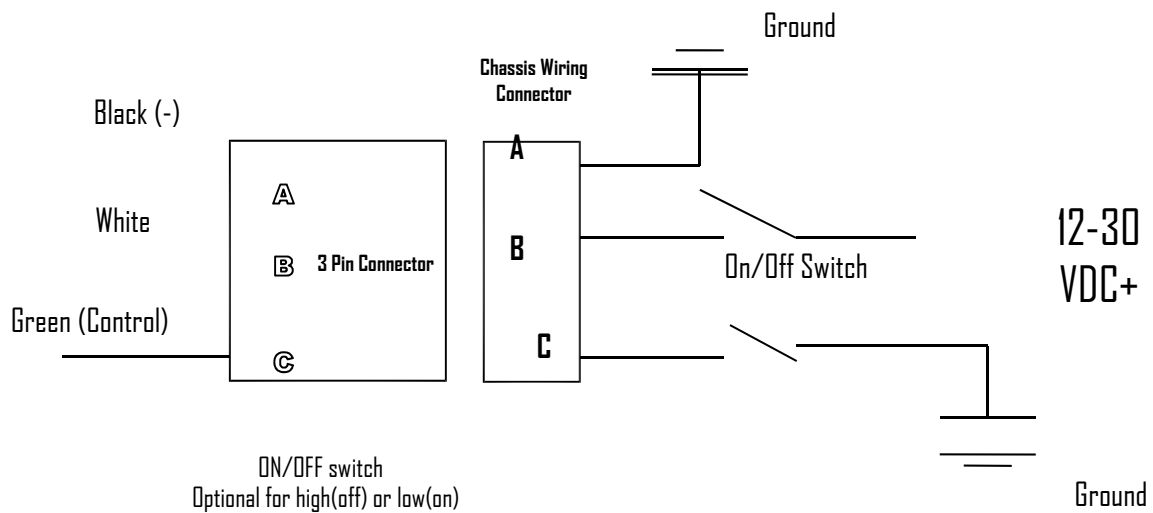 Ground
Chassis Wiring
Connector
Black (-)
A
A
White
12-30
VDC+
B
B
3 Pin Connector
On/Off Switch
Green (Control)
C
C
ON/OFF switch
Optional for high(off) or low(on)
Ground